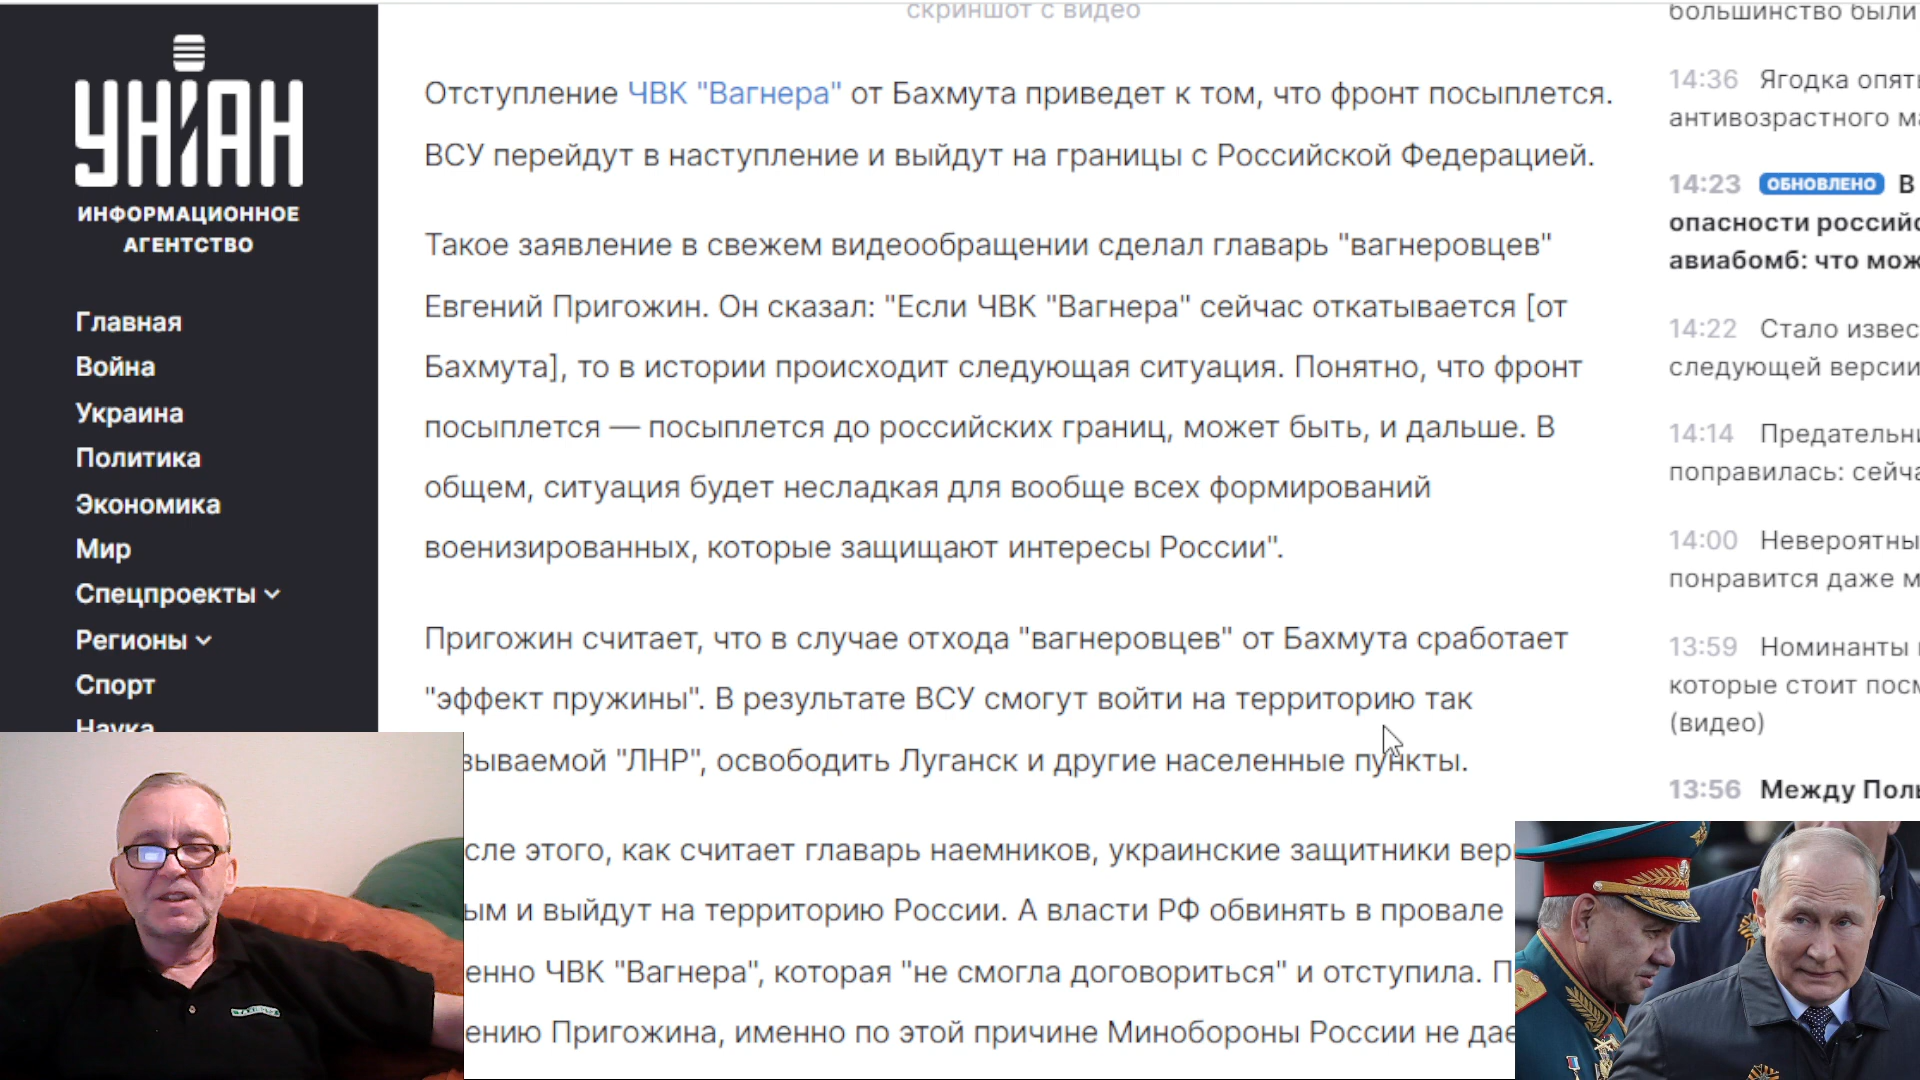 скриншот с видео
УНІАН
ИНФОРМАЦИОННОЕ
АГЕНТСТВО
Главная
Война
Украина
Политика
Экономика
Мир
Спецпроекты
Регионы
Спорт
Наука
Отступление ЧВК "Вагнера" от Бахмута приведет к том, что фронт посыплется.
ВСУ перейдут в наступление и выйдут на границы с Российской Федерацией.
Такое заявление в свежем видеообращении сделал главарь "вагнеровцев"
Евгений Пригожин. Он сказал: "Если ЧВК "Вагнера" сейчас откатывается [от
Бахмута], то в истории происходит следующая ситуация. Понятно, что фронт
посыплется — посыплется до российских границ, может быть, и дальше. В
общем, ситуация будет несладкая для вообще всех формирований
военизированных, которые защищают интересы России".
Пригожин считает, что в случае отхода "вагнеровцев" от Бахмута сработает
"эффект пружины". В результате ВСУ смогут войти на территорию так
зываемой "ЛНР", освободить Луганск и другие населенные пункты.
сле этого, как считает главарь наемников, украинские защитники вер
ым и выйдут на территорию России. А власти РФ обвинять в провале
енно ЧВК "Вагнера", которая "не смогла договориться" и отступила. П
ению Пригожина, именно по этой причине Минобороны России не дае
большинство были
14:36 Ягодка опять
антивозрастного ма
14:23 ОБНОВЛЕНО В
опасности российс
авиабомб: что мож
14:22 Стало извес
следующей версии
14:14 Предательни
поправилась: сейча
14:00 Невероятны
понравится даже м
13:59 Номинанты
которые стоит посм
(видео)
13:56 Между Поль